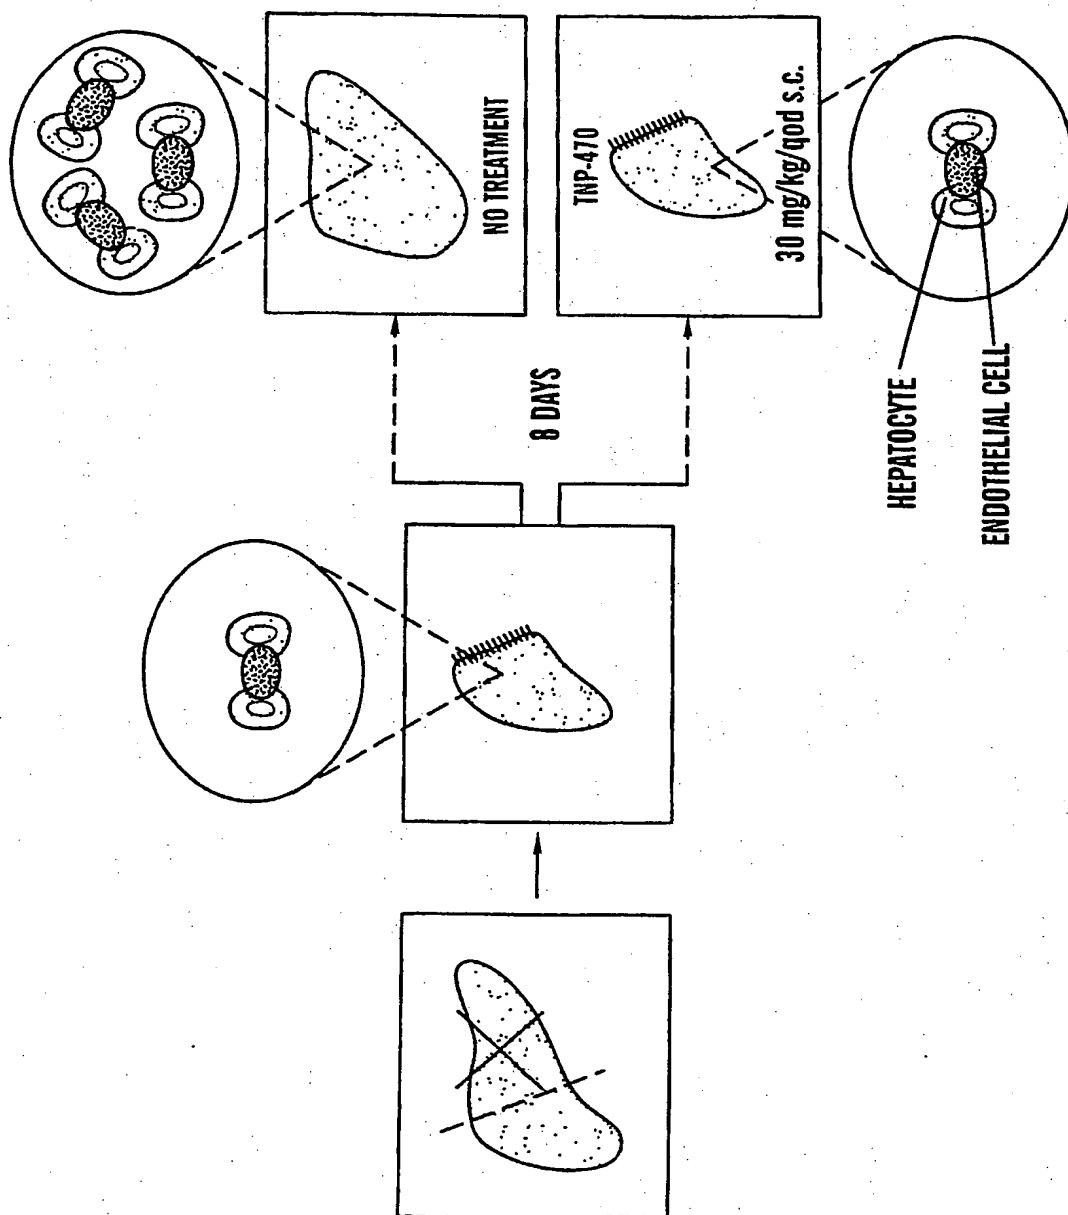 NO TREATMENT
TNP-470
30 mg/kg/qod s.c.
8 DAYS
HEPATOCYTE
ENDOTHELIAL CELL